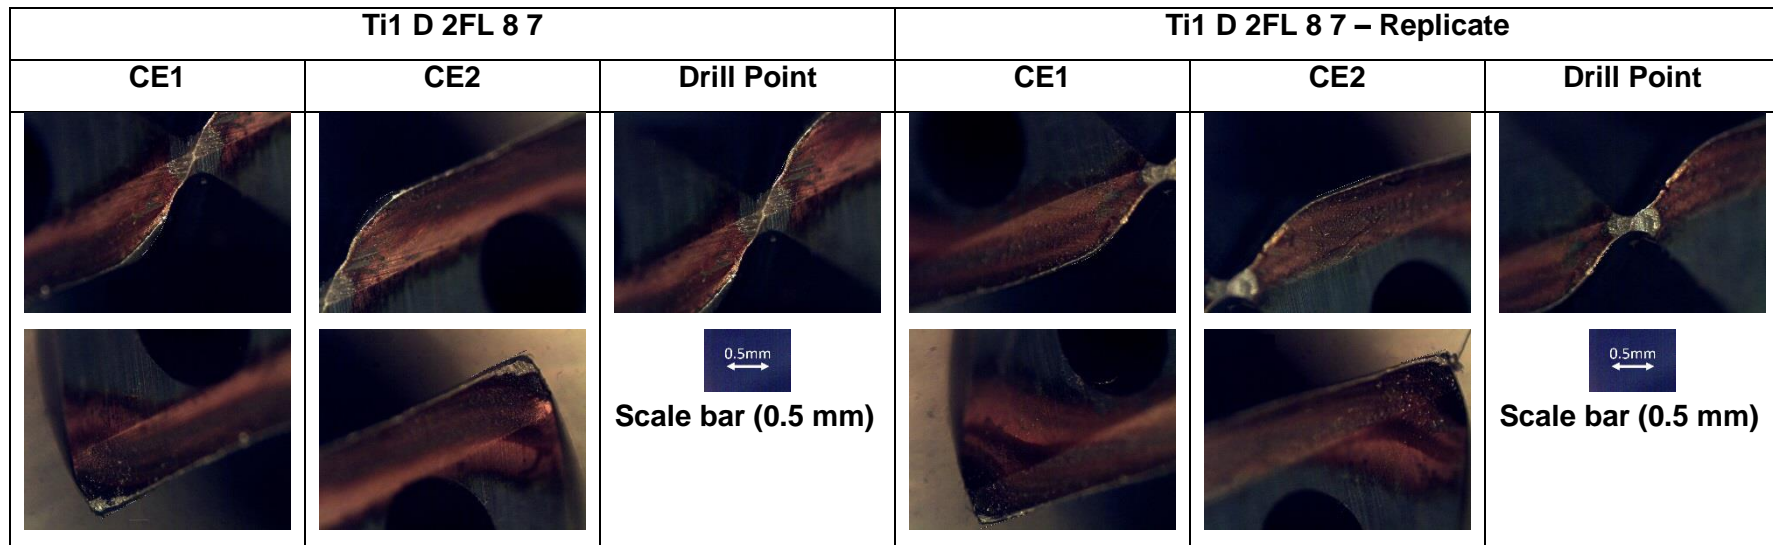 Ti1 D 2FL 8 7
Ti1 D 2FL 8 7 – Replicate
CE1
CE2
Drill Point
CE1
CE2
Drill Point
0.5mm
Scale bar (0.5 mm)
0.5mm
Scale bar (0.5 mm)